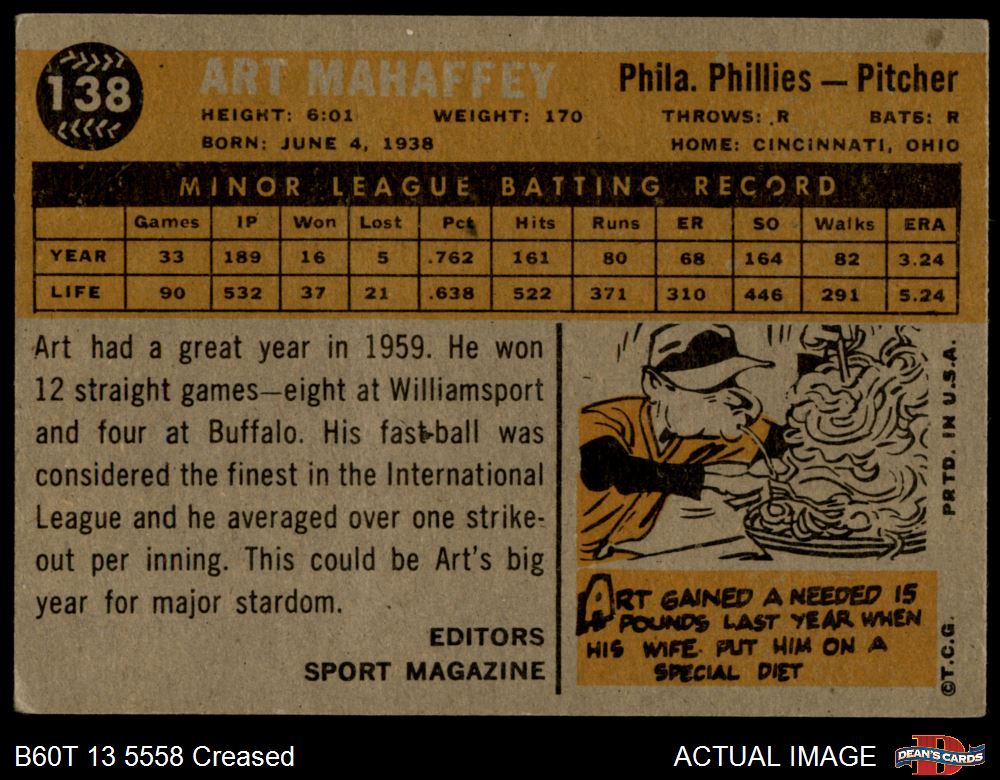 138
ART MAHAFFEY
Phila. Phillies — Pitcher
HEIGHT: 6:01 WEIGHT: 170 THROWS: R BATS: R
BORN: JUNE 4, 1938 HOME: CINCINNATI, OHIO
MINOR LEAGUE BATTING RECORD
Games IP Won Lost Pct Hits Runs ER SO Walks ERA
YEAR 33 189 16 5 .762 161 80 68 164 82 3.24
LIFE 90 532 37 21 .638 522 371 310 446 291 5.24
Art had a great year in 1959. He won
12 straight games—eight at Williamsport
and four at Buffalo. His fast-ball was
considered the finest in the International
League and he averaged over one strike-
out per inning. This could be Art's big
year for major stardom.
EDITORS
SPORT MAGAZINE
ART GAINED A NEEDED 15
POUNDS LAST YEAR WHEN
HIS WIFE PUT HIM ON A
SPECIAL DIET
PRTD. IN U.S.A.
©T.C.G.
B60T 13 5558 Creased
ACTUAL IMAGE
DEAN'S CARDS